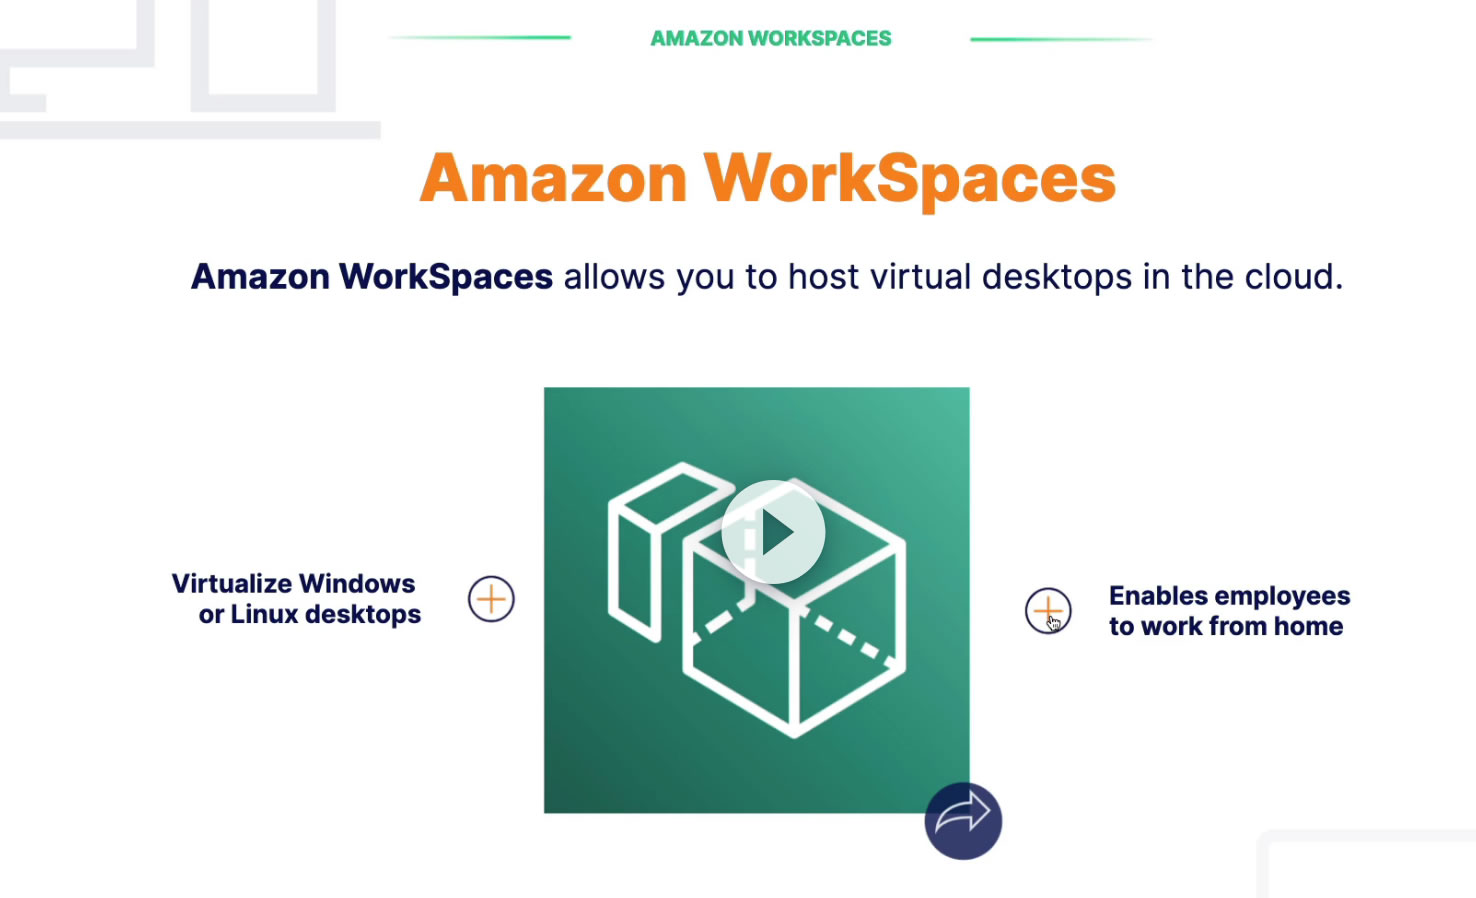 AMAZON WORKSPACES
Amazon WorkSpaces
Amazon WorkSpaces allows you to host virtual desktops in the cloud.
Virtualize Windows
or Linux desktops
Enables employees
to work from home